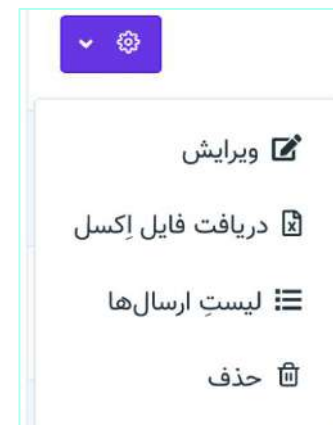 ویرایش
دریافت فایل اِکسل
لیستِ ارسال‌ها
حذف